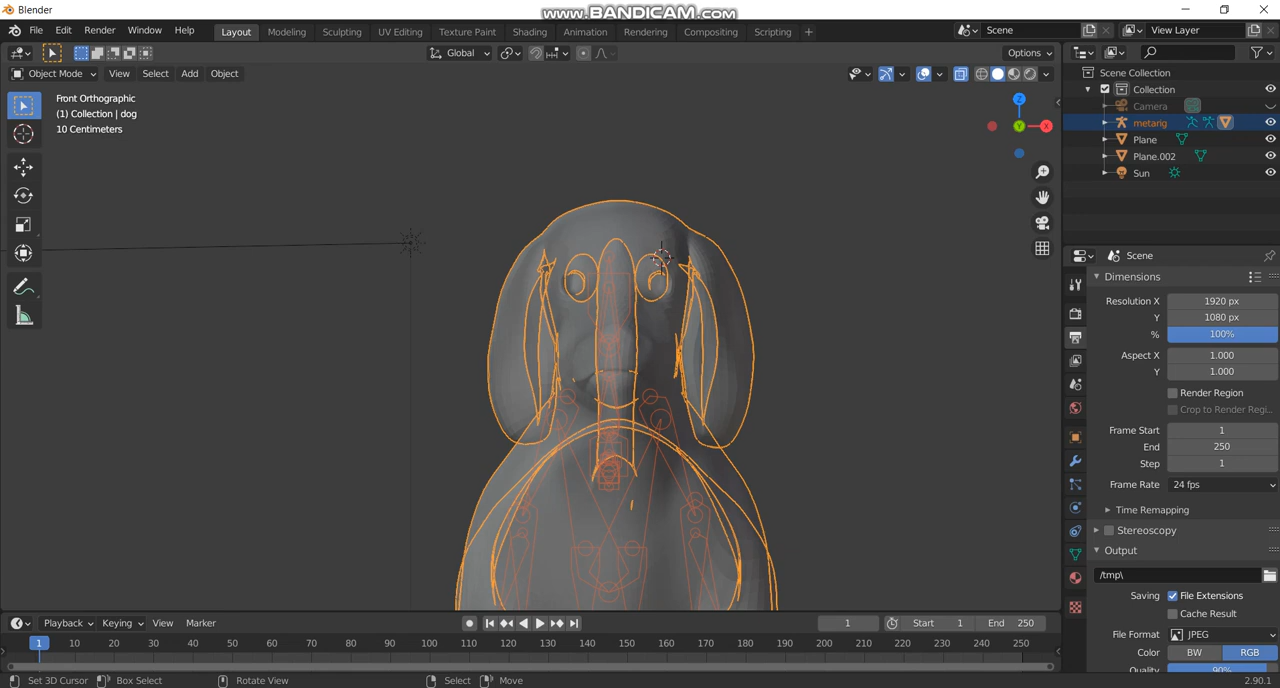 Blender
www.BANDICAM.com
File Edit Render Window Help
Layout Modeling Sculpting UV Editing Texture Paint Shading Animation Rendering Compositing Scripting +
Scene
View Layer
Global
Options
Object Mode View Select Add Object
Front Orthographic
(1) Collection | dog
10 Centimeters
Z
Y
X
Scene Collection
Collection
Camera
metarig
Plane
Plane.002
Sun
Scene
Dimensions
Resolution X 1920 px
Y 1080 px
% 100%
Aspect X 1.000
Y 1.000
Render Region
Crop to Render Regi...
Frame Start 1
End 250
Step 1
Frame Rate 24 fps
Time Remapping
Stereoscopy
Output
/tmp\
Saving File Extensions
Cache Result
File Format JPEG
Color BW RGB
Quality 90%
Playback Keying View Marker
1 Start 1 End 250
1 10 20 30 40 50 60 70 80 90 100 110 120 130 140 150 160 170 180 190 200 210 220 230 240 250
Set 3D Cursor Box Select Rotate View Select Move 2.90.1